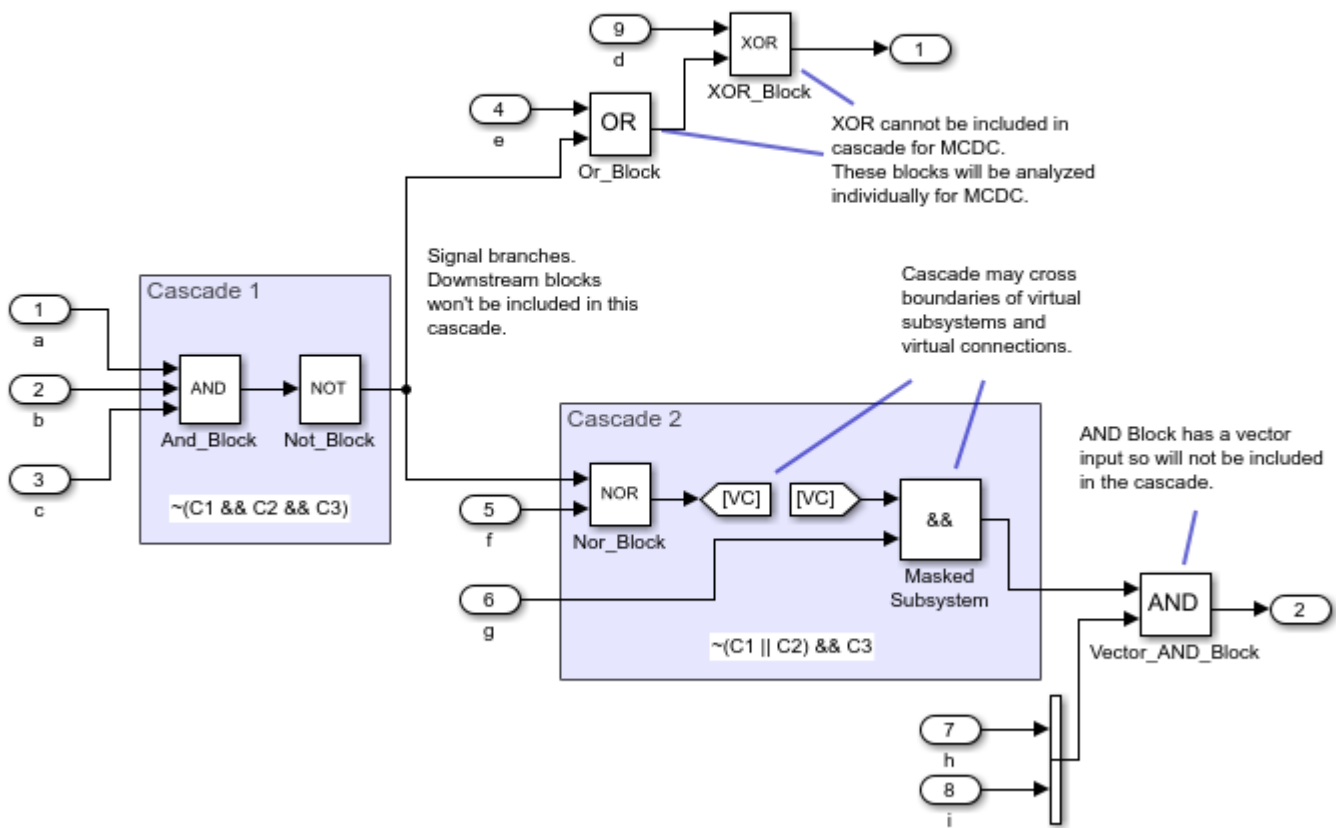 9
d
XOR
XOR_Block
1
4
e
OR
Or_Block
XOR cannot be included in
cascade for MCDC.
These blocks will be analyzed
individually for MCDC.
Signal branches.
Downstream blocks
won't be included in this
cascade.
Cascade may cross
boundaries of virtual
subsystems and
virtual connections.
Cascade 1
1
a
2
b
3
c
AND
And_Block
NOT
Not_Block
~(C1 && C2 && C3)
Cascade 2
5
f
NOR
Nor_Block
[VC]
[VC]
&&
Masked
Subsystem
6
g
~(C1 || C2) && C3
AND Block has a vector
input so will not be included
in the cascade.
AND
Vector_AND_Block
2
7
h
8
i